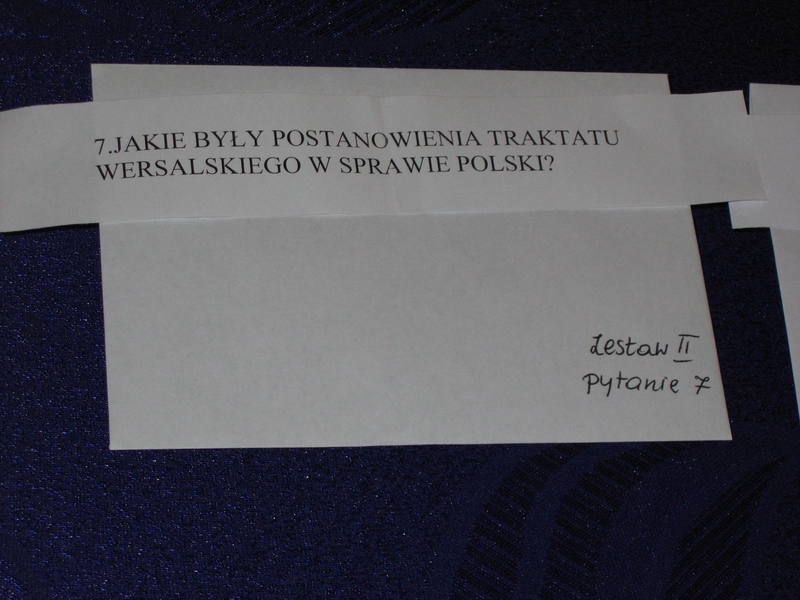 7.JAKIE BYŁY POSTANOWIENIA TRAKTATU
WERSALSKIEGO W SPRAWIE POLSKI?
Zestaw II
Pytanie 7